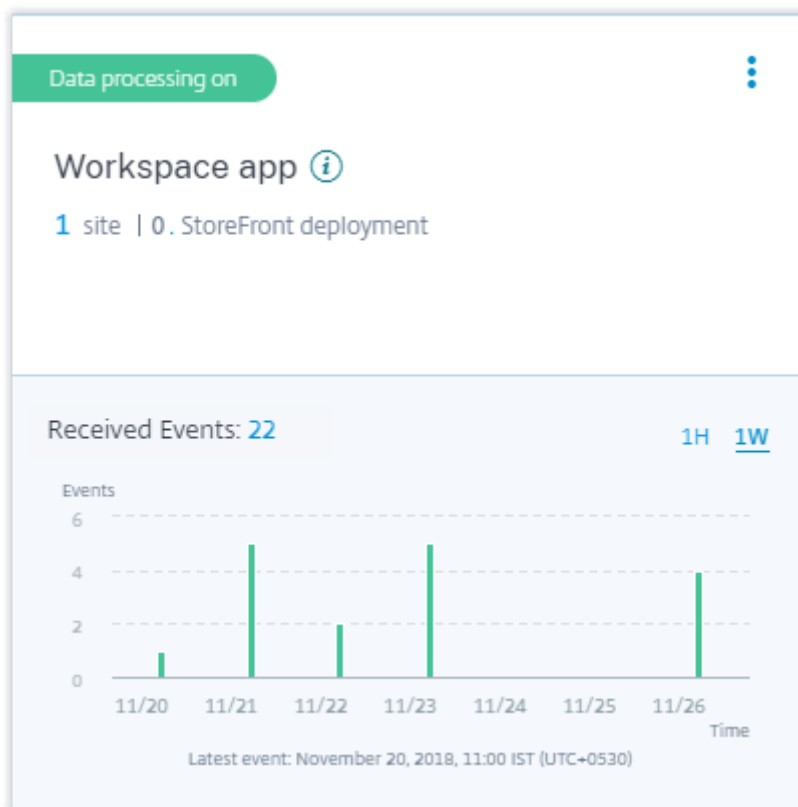 Data processing on
Workspace app i
1 site | 0. StoreFront deployment
Received Events: 22
1H 1W
Events
6
4
2
0
11/20 11/21 11/22 11/23 11/24 11/25 11/26
Time
Latest event: November 20, 2018, 11:00 IST (UTC+0530)